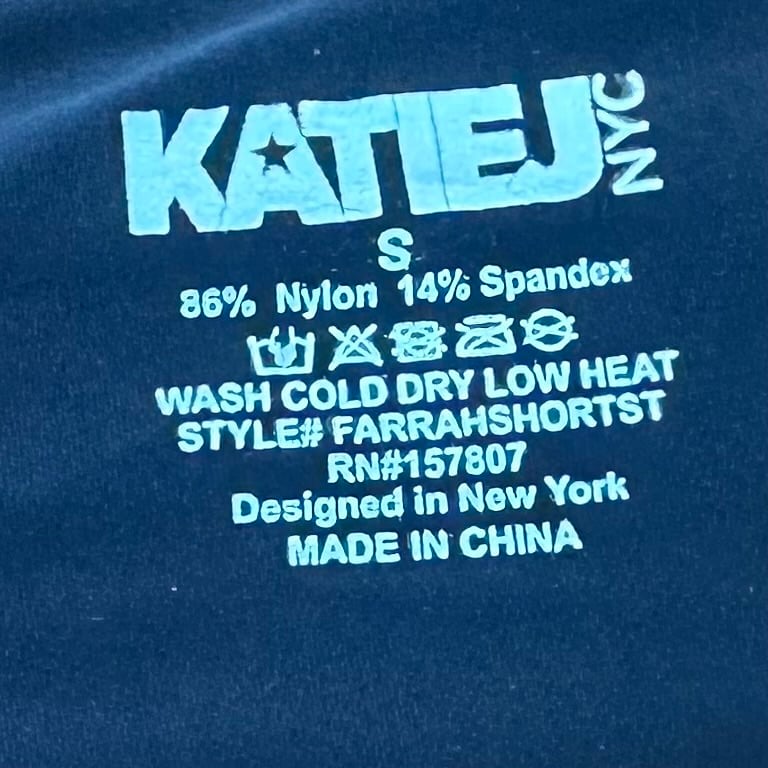 KATIEJ NYC
S
86% Nylon 14% Spandex
WASH COLD DRY LOW HEAT
STYLE# FARRAHSHORTST
RN#157807
Designed in New York
MADE IN CHINA